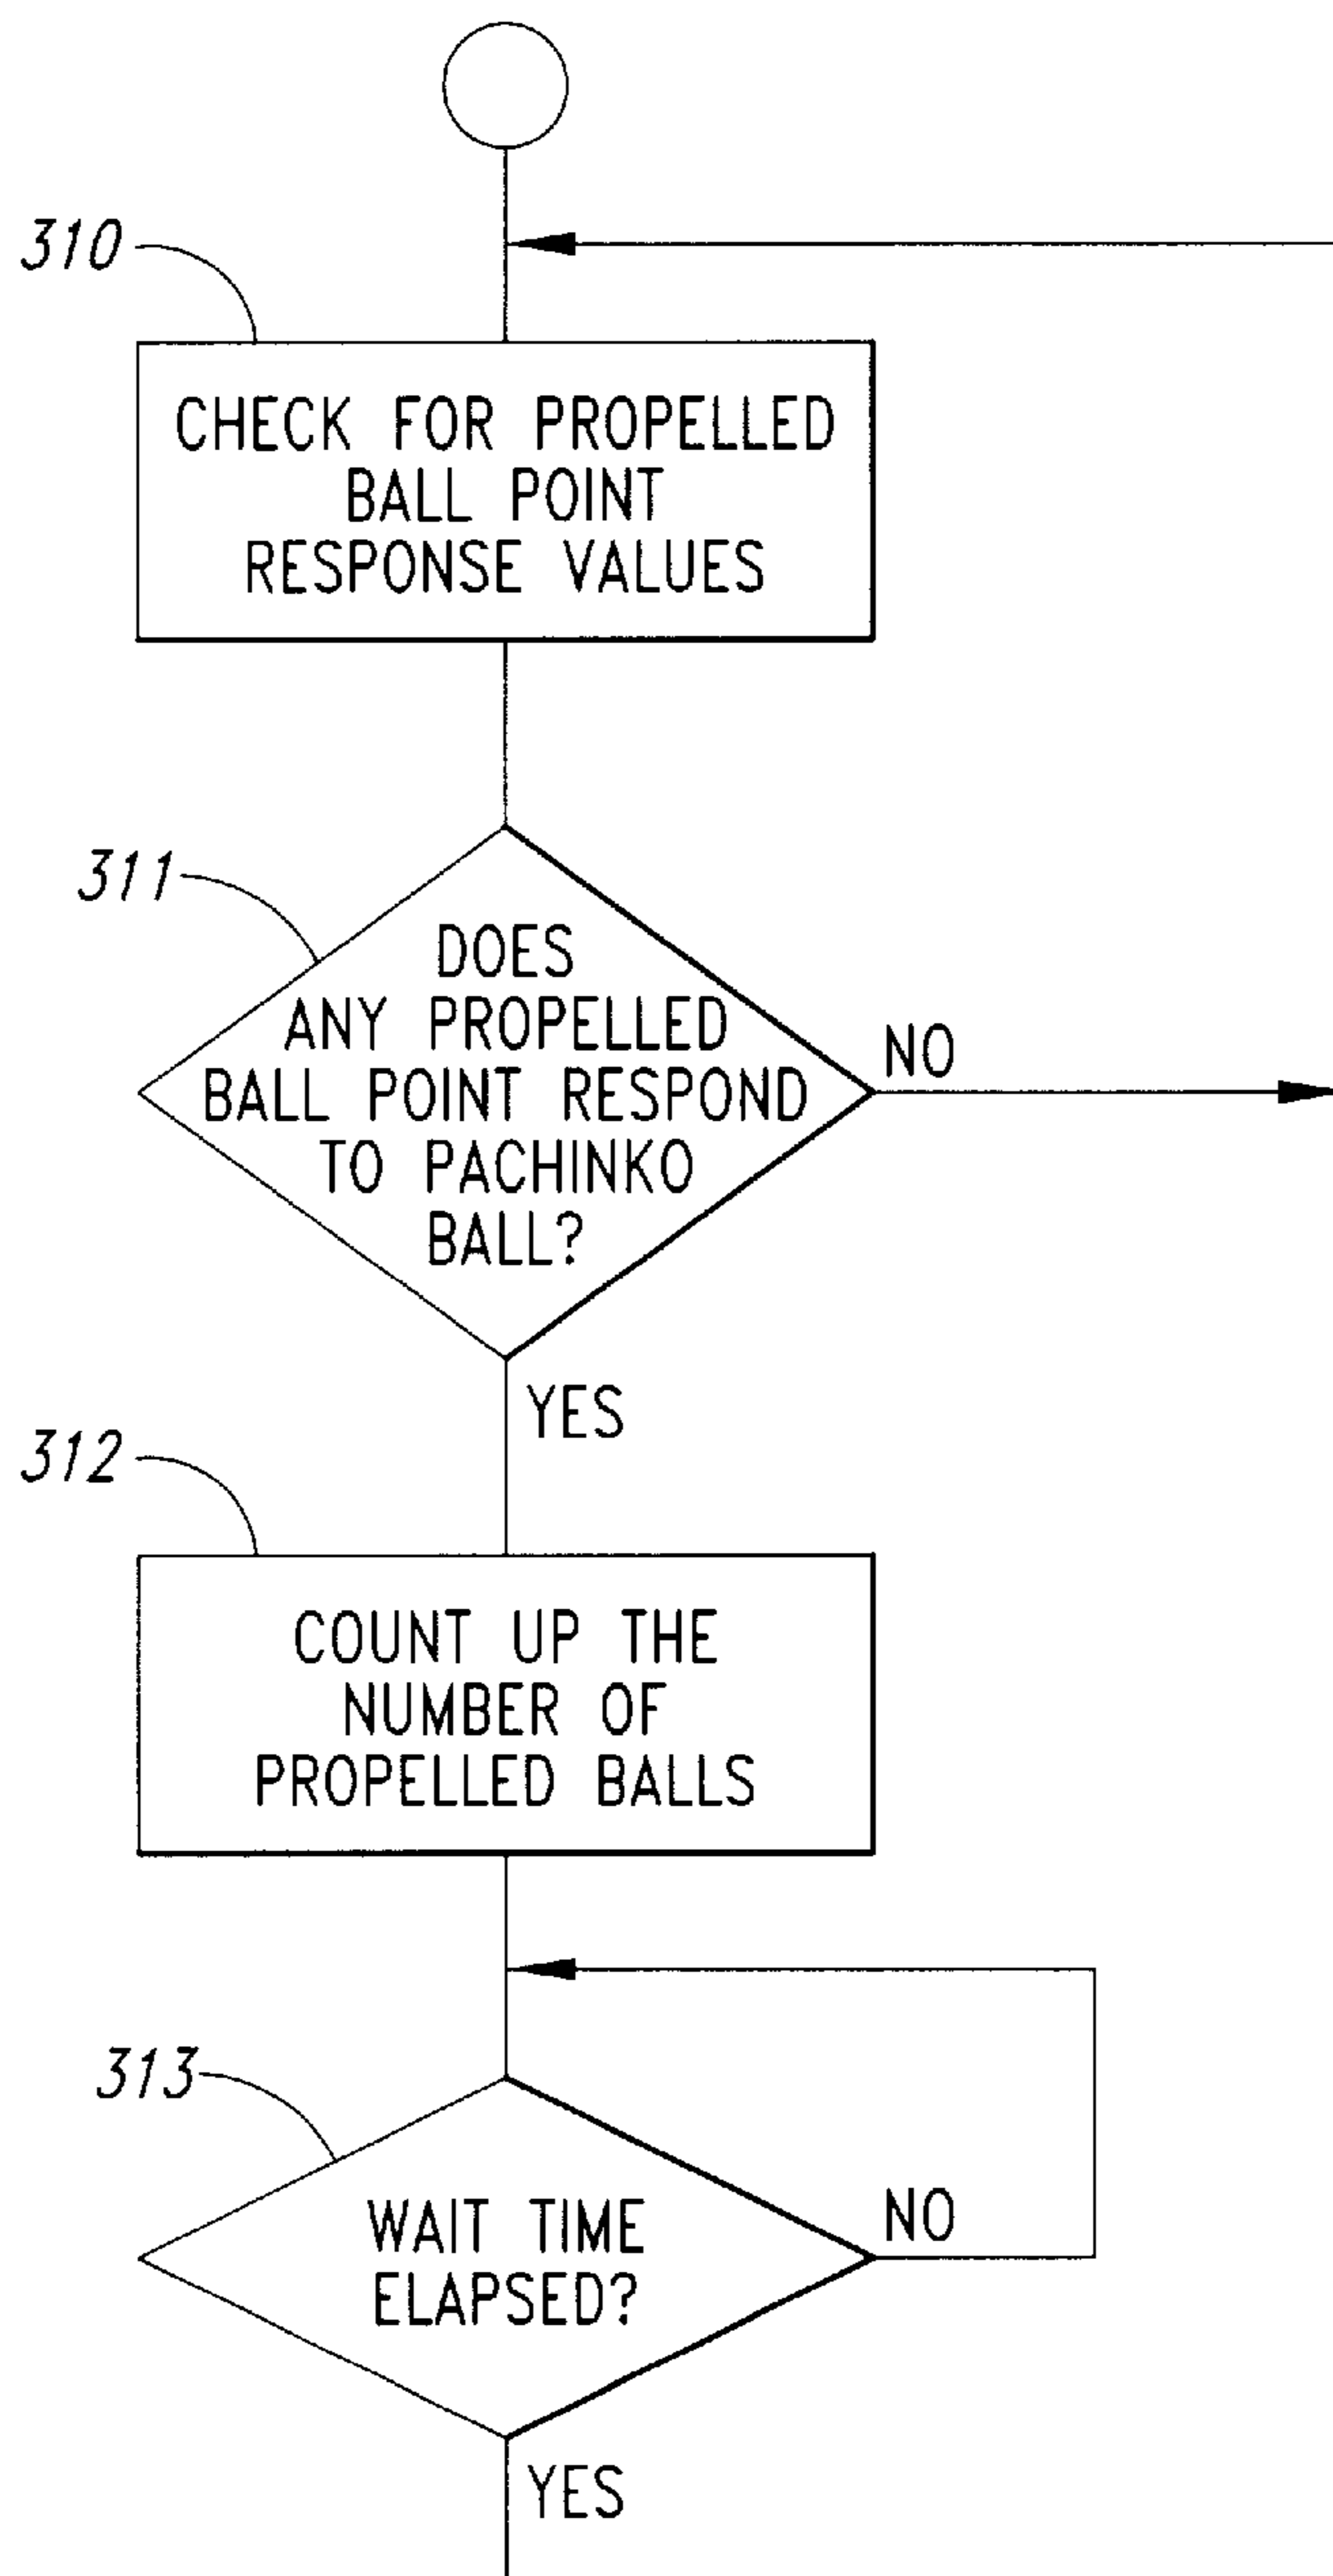 310
CHECK FOR PROPELLED
BALL POINT
RESPONSE VALUES
311
DOES
ANY PROPELLED
BALL POINT RESPOND
TO PACHINKO
BALL?
NO
YES
312
COUNT UP THE
NUMBER OF
PROPELLED BALLS
313
WAIT TIME
ELAPSED?
NO
YES